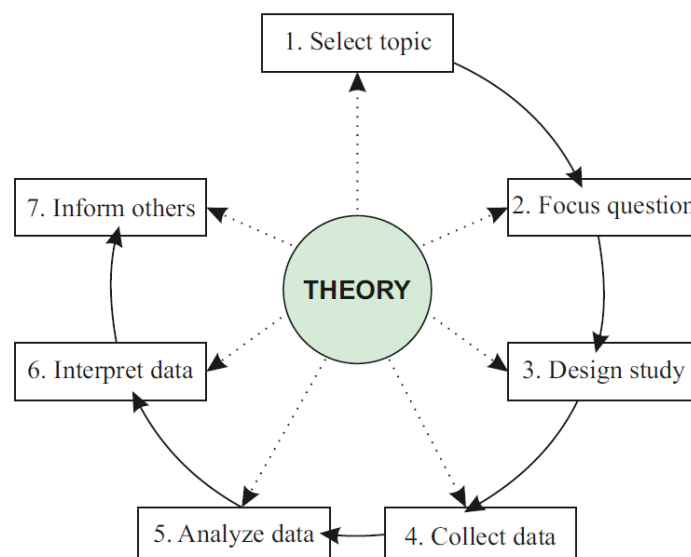 1. Select topic
2. Focus question
3. Design study
4. Collect data
5. Analyze data
6. Interpret data
7. Inform others
THEORY